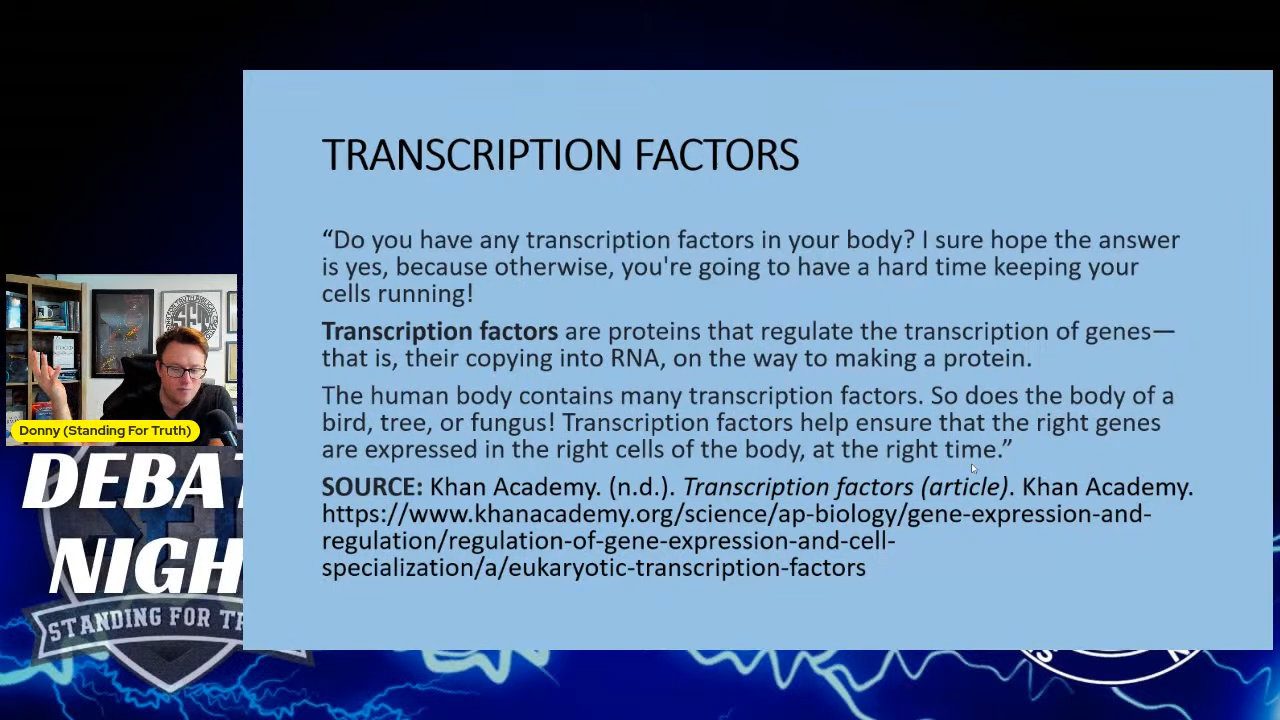 TRANSCRIPTION FACTORS
“Do you have any transcription factors in your body? I sure hope the answer
is yes, because otherwise, you're going to have a hard time keeping your
cells running!
Transcription factors are proteins that regulate the transcription of genes—
that is, their copying into RNA, on the way to making a protein.
The human body contains many transcription factors. So does the body of a
bird, tree, or fungus! Transcription factors help ensure that the right genes
are expressed in the right cells of the body, at the right time.”
SOURCE: Khan Academy. (n.d.). Transcription factors (article). Khan Academy.
https://www.khanacademy.org/science/ap-biology/gene-expression-and-
regulation/regulation-of-gene-expression-and-cell-
specialization/a/eukaryotic-transcription-factors
Donny (Standing For Truth)
DEBAT
NIGH
STANDING FOR TR